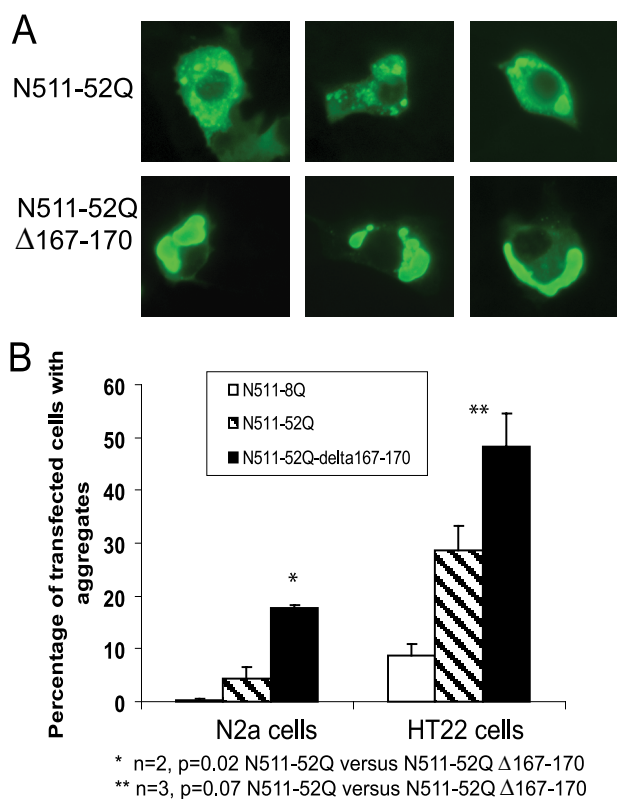 A
N511-52Q
N511-52Q
Δ167-170
B
Percentage of transfected cells with
aggregates
60
50
40
30
20
10
0
N511-8Q
N511-52Q
N511-52Q-delta167-170
*
**
N2a cells
HT22 cells
* n=2, p=0.02 N511-52Q versus N511-52Q Δ167-170
** n=3, p=0.07 N511-52Q versus N511-52Q Δ167-170